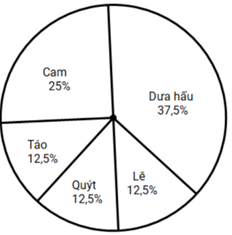 Cam
25%
Dưa hấu
37,5%
Táo
12,5%
Quýt
12,5%
Lê
12,5%